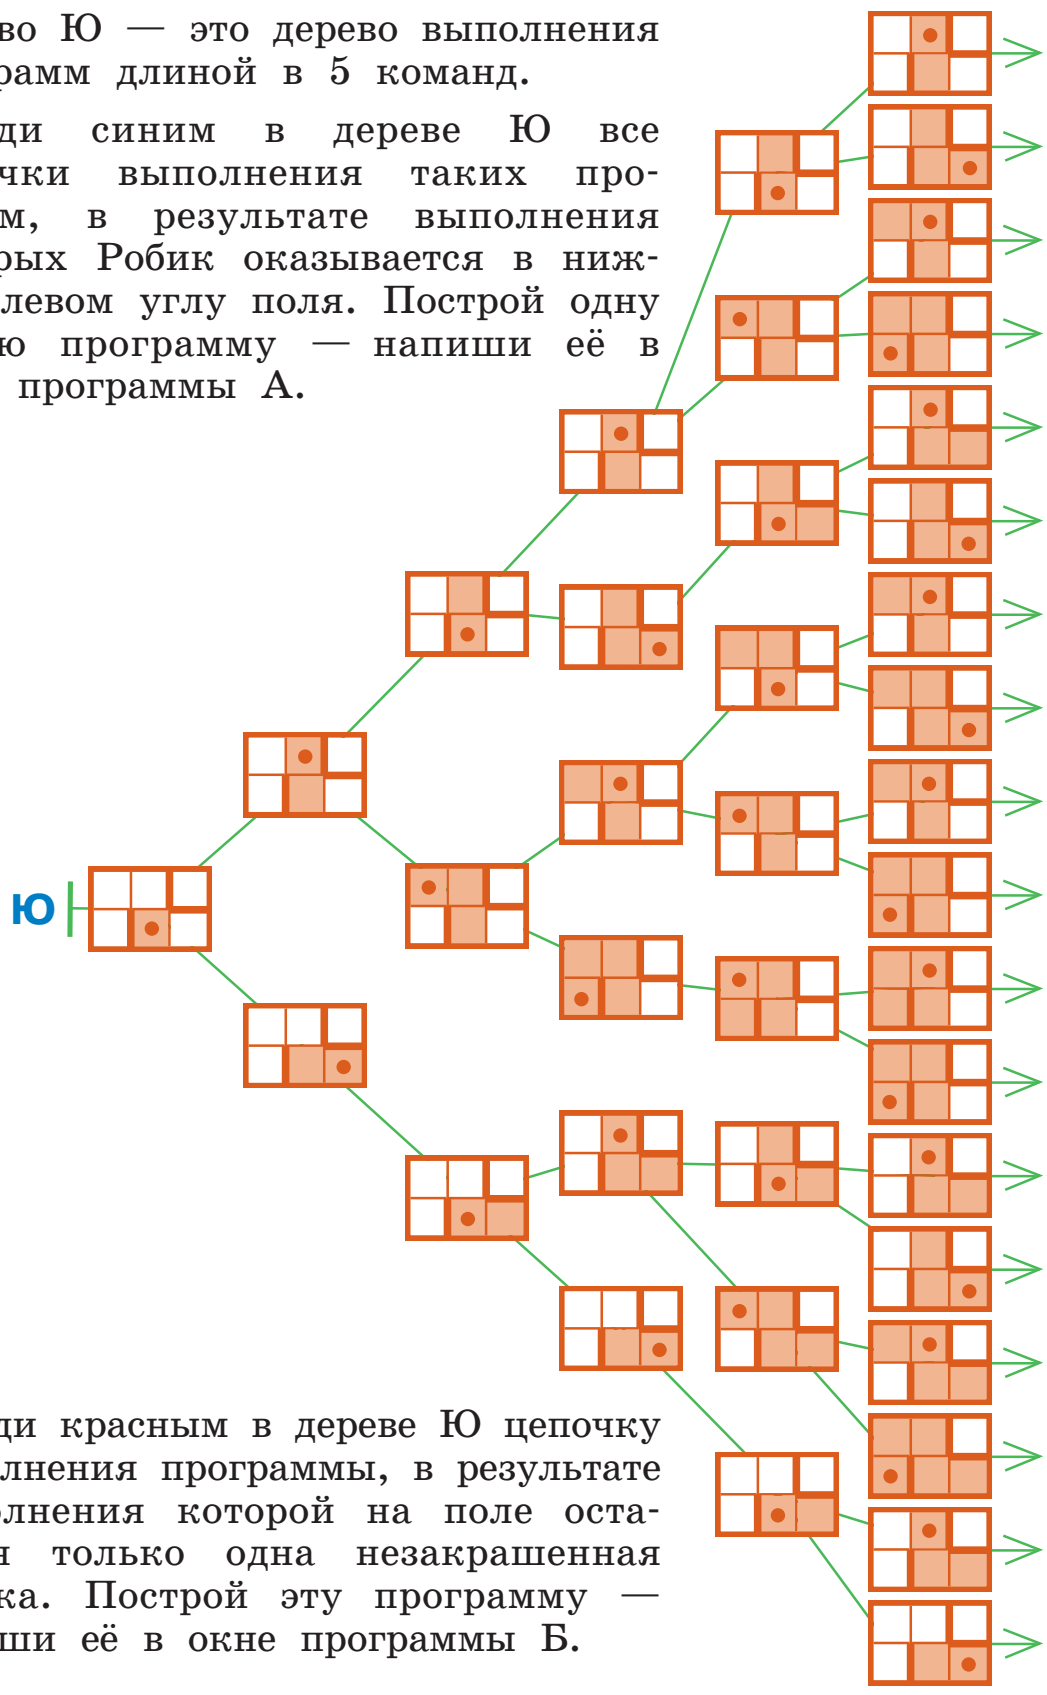 во Ю — это дерево выполнения
рамм длиной в 5 команд.
ди синим в дереве Ю все
чки выполнения таких про-
м, в результате выполнения
рых Робик оказывается в ниж-
левом углу поля. Построй одну
ю программу — напиши её в
программы А.
Ю
ди красным в дереве Ю цепочку
лнения программы, в результате
олнения которой на поле оста-
я только одна незакрашенная
ка. Построй эту программу —
ши её в окне программы Б.